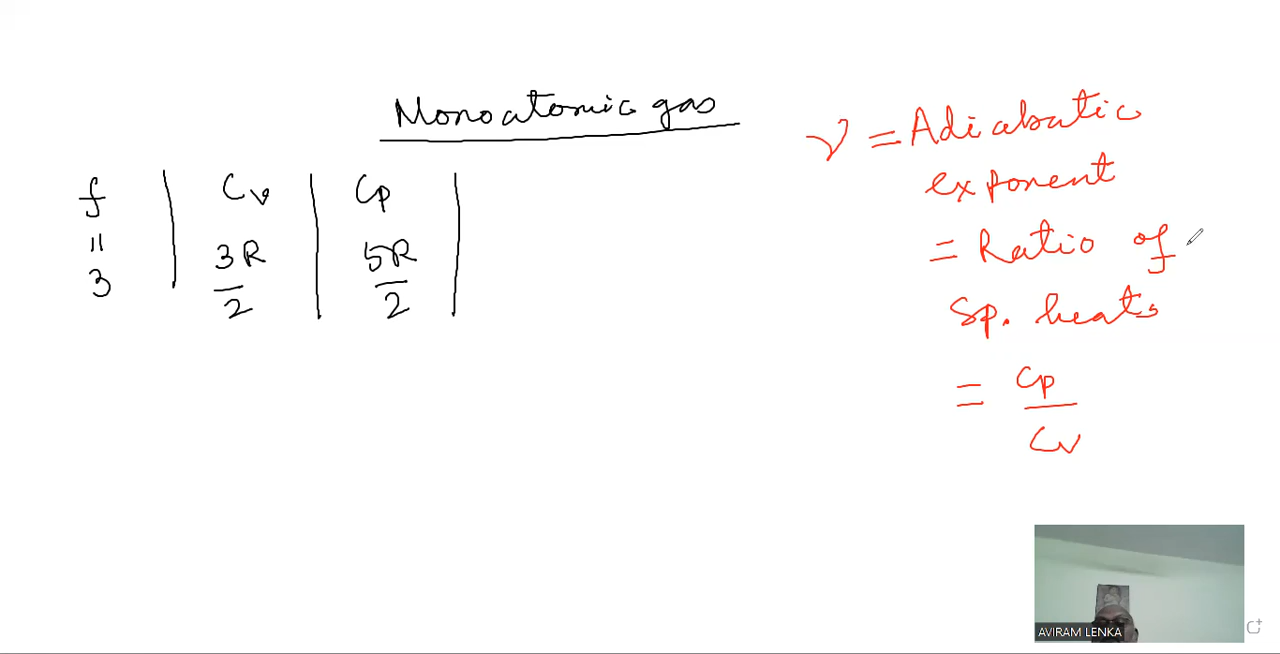 Monoatomic gas
f | Cv | Cp |
=
3 | 3R/2 | 5R/2 |
γ = Adiabatic
exponent
= Ratio of
Sp. heats
= Cp/Cv
AVIRAM LENKA